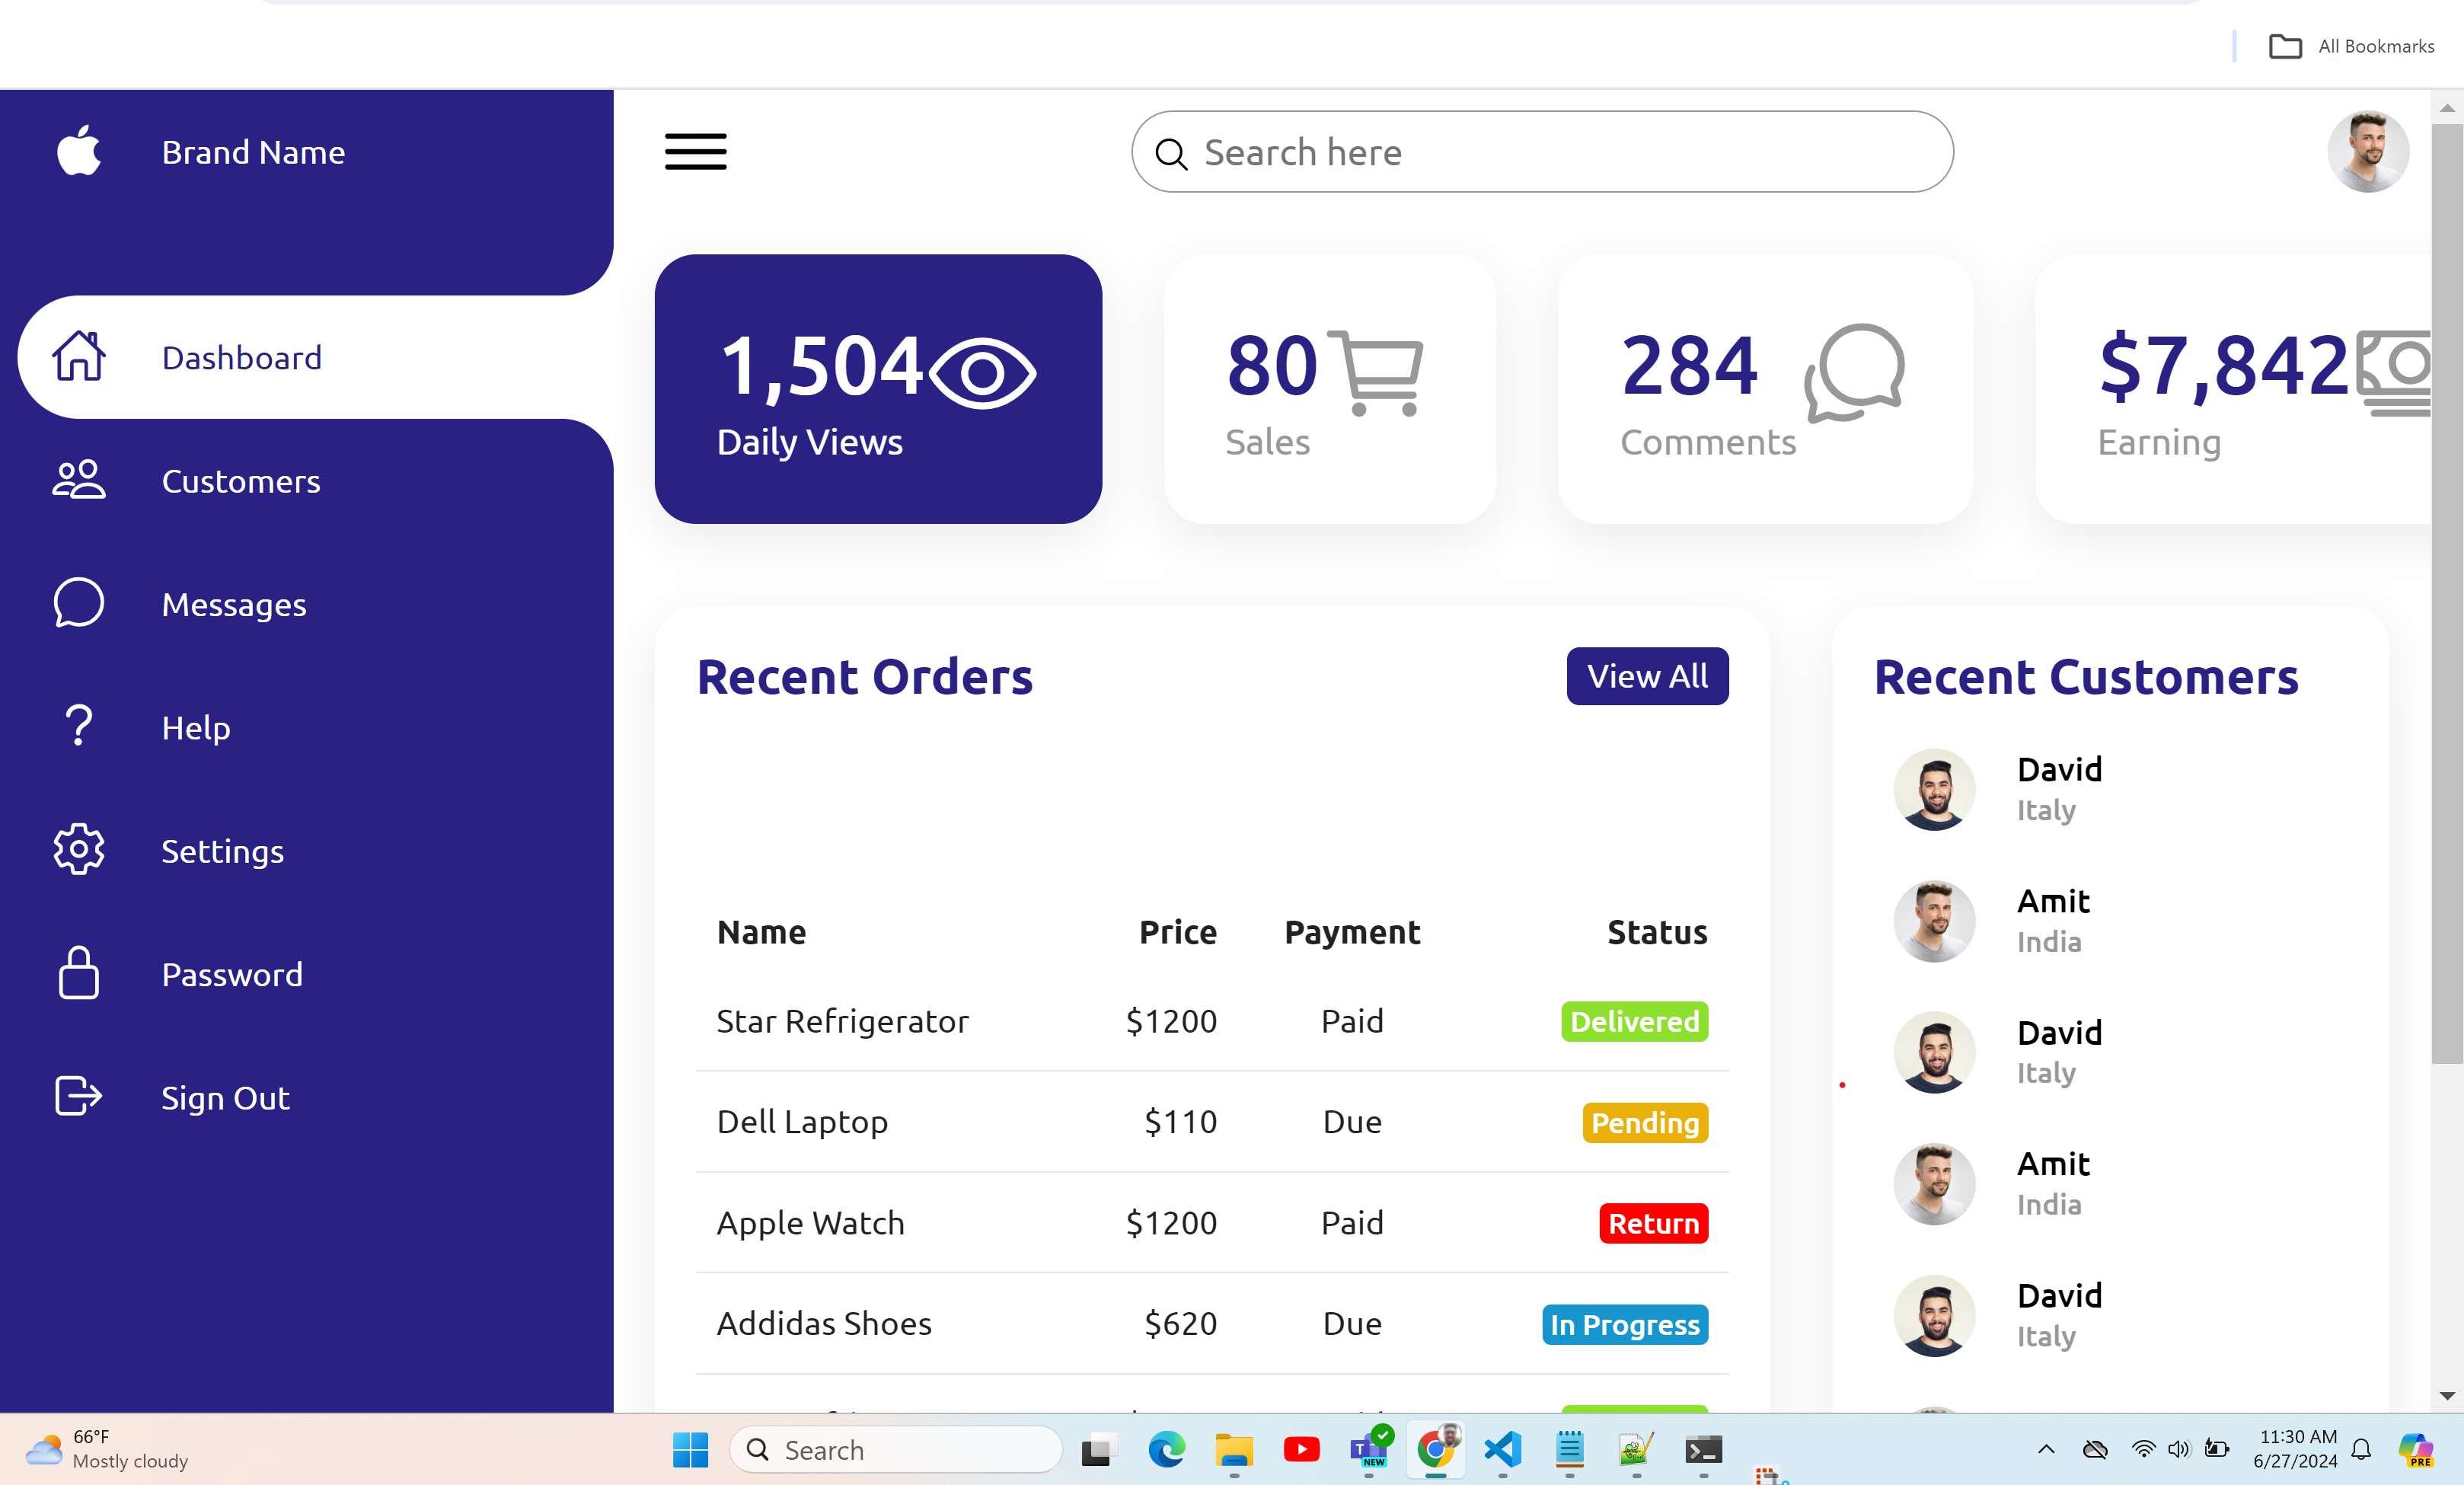 All Bookmarks
Brand Name
Search here
Dashboard
Customers
Messages
Help
Settings
Password
Sign Out
1,504
Daily Views
80
Sales
284
Comments
$7,842
Earning
Recent Orders
View All
Name Price Payment Status
Star Refrigerator $1200 Paid Delivered
Dell Laptop $110 Due Pending
Apple Watch $1200 Paid Return
Addidas Shoes $620 Due In Progress
Recent Customers
David
Italy
Amit
India
David
Italy
Amit
India
David
Italy
66°F
Mostly cloudy
Search
NEW
11:30 AM
6/27/2024
PRE